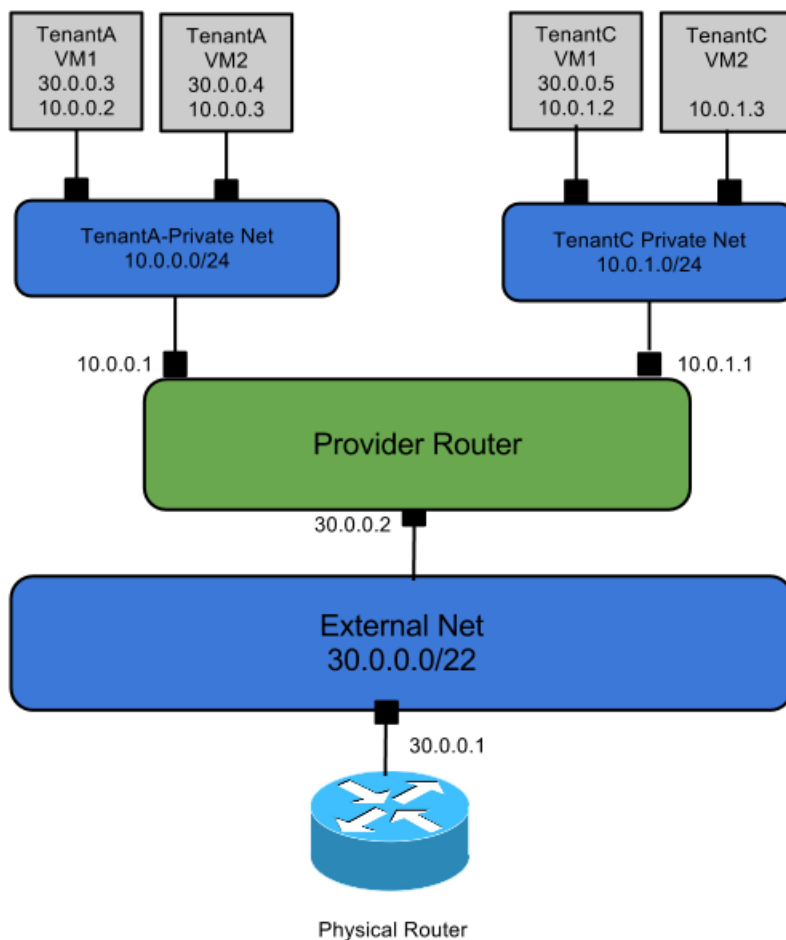 TenantA
VM1
30.0.0.3
10.0.0.2
TenantA
VM2
30.0.0.4
10.0.0.3
TenantC
VM1
30.0.0.5
10.0.1.2
TenantC
VM2
10.0.1.3
TenantA-Private Net
10.0.0.0/24
TenantC Private Net
10.0.1.0/24
10.0.0.1
10.0.1.1
Provider Router
30.0.0.2
External Net
30.0.0.0/22
30.0.0.1
Physical Router